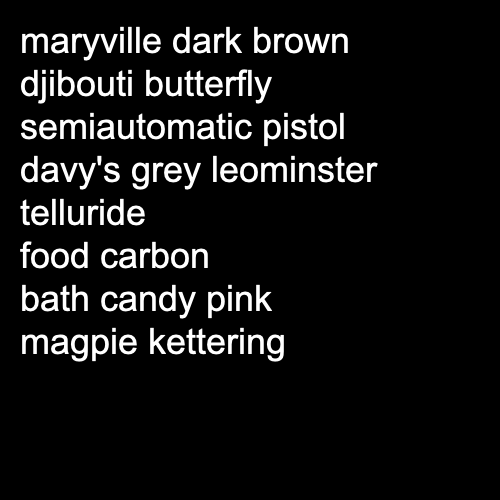 maryville dark brown
djibouti butterfly
semiautomatic pistol
davy's grey leominster
telluride
food carbon
bath candy pink
magpie kettering